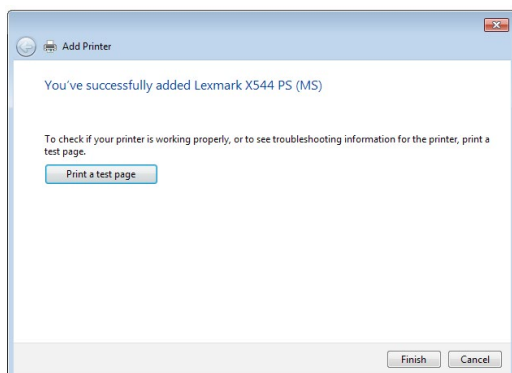 Add Printer
You've successfully added Lexmark X544 PS (MS)
To check if your printer is working properly, or to see troubleshooting information for the printer, print a
test page.
Print a test page
Finish
Cancel